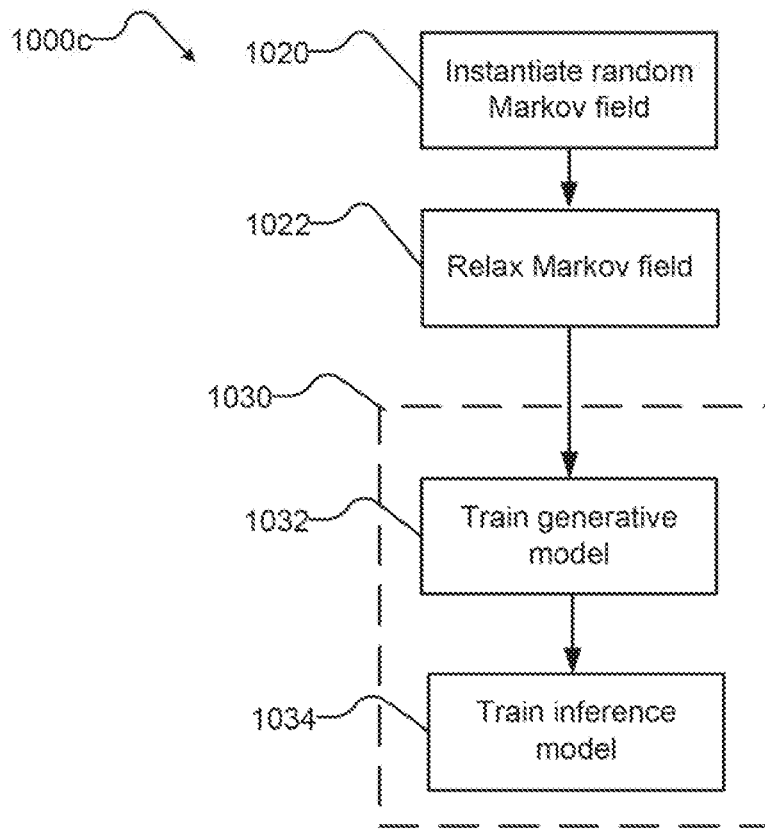 1000c
1020
Instantiate random
Markov field
1022
Relax Markov field
1030
1032
Train generative
model
1034
Train inference
model